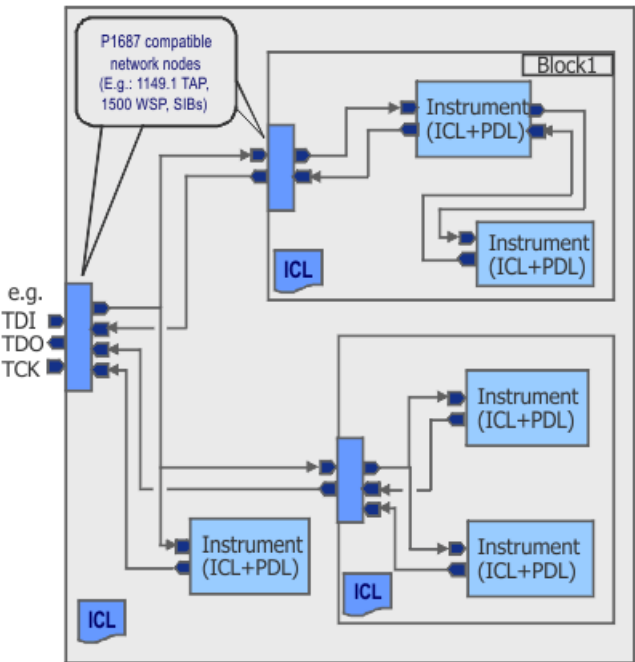 P1687 compatible
network nodes
(E.g.: 1149.1 TAP,
1500 WSP, SIBs)
Block1
Instrument
(ICL+PDL)
Instrument
(ICL+PDL)
ICL
e.g.
TDI
TDO
TCK
Instrument
(ICL+PDL)
Instrument
(ICL+PDL)
Instrument
(ICL+PDL)
ICL
ICL